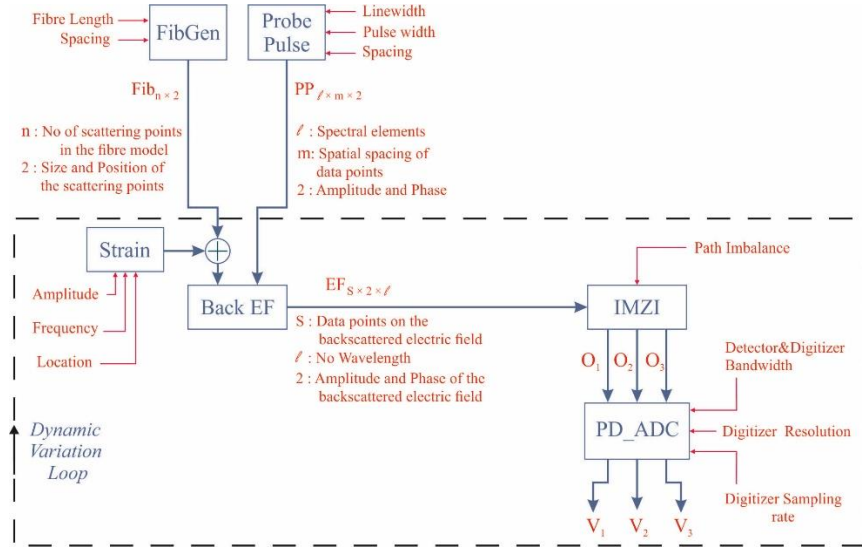 Fibre Length
Spacing
FibGen
Probe
Pulse
Linewidth
Pulse width
Spacing
Fib n × 2
PP ℓ × m × 2
n : No of scattering points
in the fibre model
2 : Size and Position of
the scattering points
ℓ : Spectral elements
m: Spatial spacing of
data points
2 : Amplitude and Phase
Strain
Amplitude
Frequency
Location
Back EF
EF S × 2 × ℓ
S : Data points on the
backscattered electric field
ℓ : No Wavelength
2 : Amplitude and Phase of the
backscattered electric field
Path Imbalance
IMZI
O1 O2 O3
Detector&Digitizer
Bandwidth
PD_ADC
Digitizer Resolution
Digitizer Sampling
rate
V1 V2 V3
Dynamic
Variation
Loop